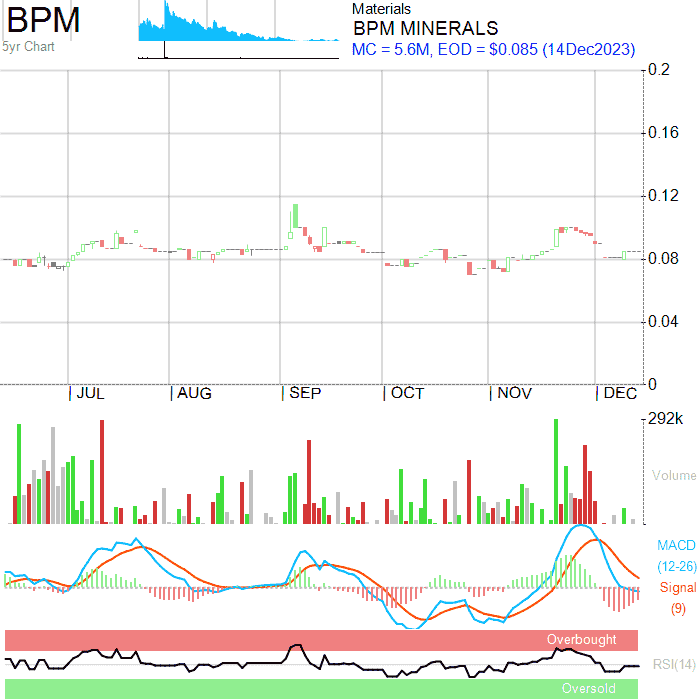 BPM
5yr Chart
Materials
BPM MINERALS
MC = 5.6M, EOD = $0.085 (14Dec2023)
0.2
0.16
0.12
0.08
0.04
0
JUL AUG SEP OCT NOV DEC
292k
Volume
MACD
(12-26)
Signal
(9)
Overbought
RSI(14)
Oversold